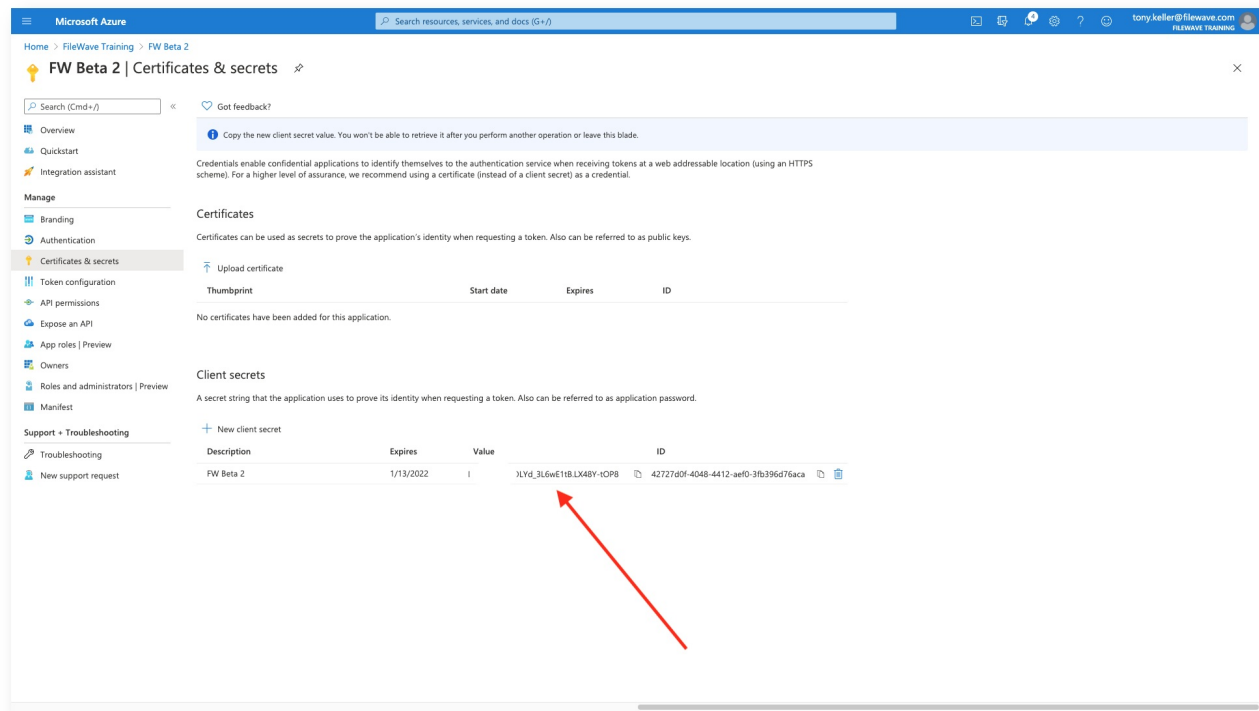 Microsoft Azure
Search resources, services, and docs (G+/)
4
tony.keller@filewave.com
FILEWAVE TRAINING
Home > FileWave Training > FW Beta 2
FW Beta 2 | Certificates & secrets
Search (Cmd+/)
Got feedback?
Copy the new client secret value. You won't be able to retrieve it after you perform another operation or leave this blade.
Overview
Quickstart
Integration assistant
Manage
Branding
Authentication
Certificates & secrets
Token configuration
API permissions
Expose an API
App roles | Preview
Owners
Roles and administrators | Preview
Manifest
Support + Troubleshooting
Troubleshooting
New support request
Credentials enable confidential applications to identify themselves to the authentication service when receiving tokens at a web addressable location (using an HTTPS
scheme). For a higher level of assurance, we recommend using a certificate (instead of a client secret) as a credential.
Certificates
Certificates can be used as secrets to prove the application's identity when requesting a token. Also can be referred to as public keys.
Upload certificate
Thumbprint Start date Expires ID
No certificates have been added for this application.
Client secrets
A secret string that the application uses to prove its identity when requesting a token. Also can be referred to as application password.
New client secret
Description Expires Value ID
FW Beta 2 1/13/2022 LYd_3L6wE1tB.LX48Y-tOP8 42727d0f-4048-4412-aef0-3fb396d76aca